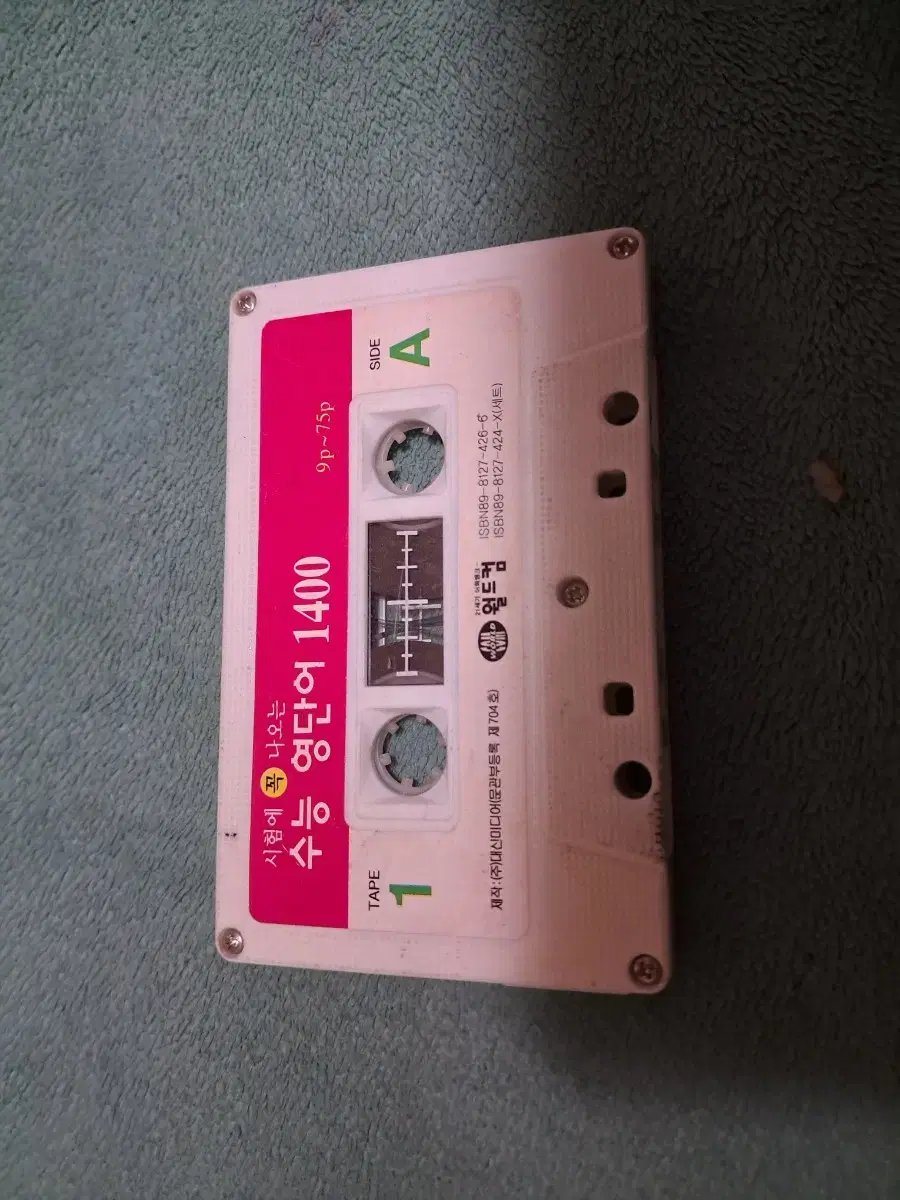 시험에 꼭 나오는
수능 영단어 1400
9p~75p
TAPE
1
SIDE
A
제작:(주)대신미디어(문관부등록 제704호)
WORLD
월드컴
ISBN89-8127-426-6
ISBN89-8127-424-X(세트)